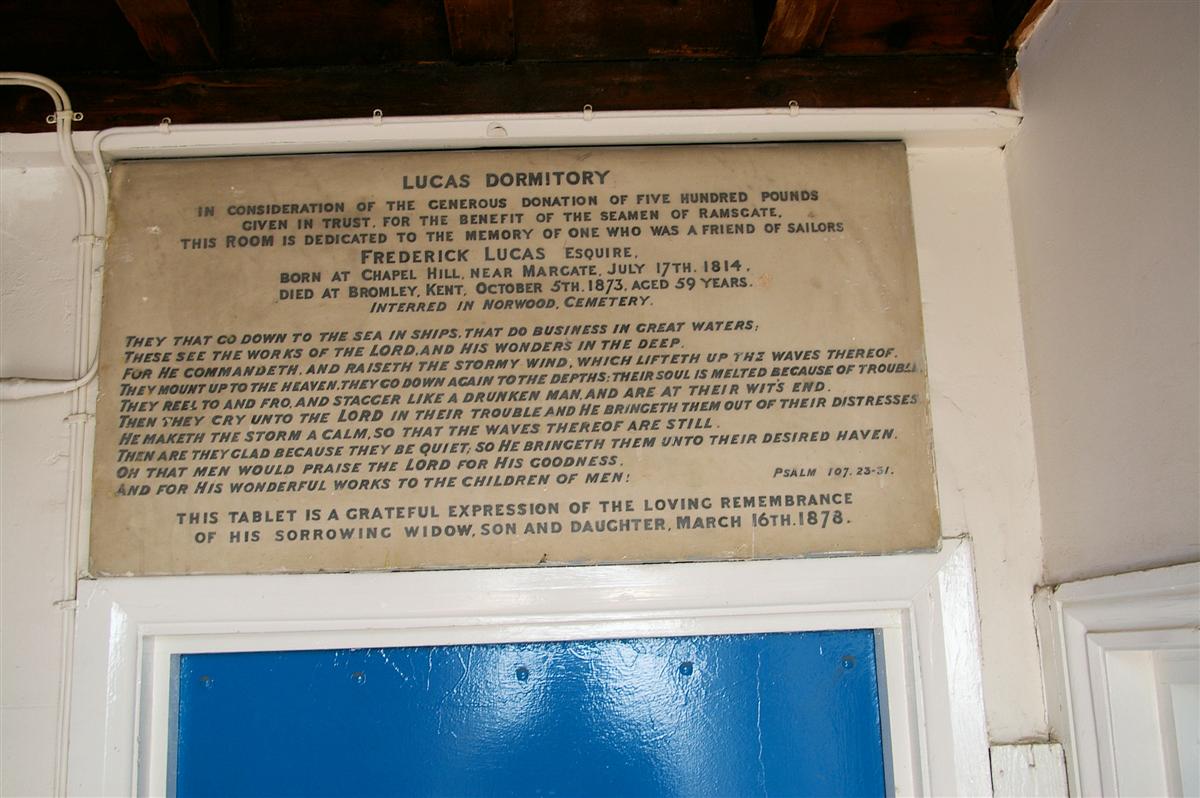 LUCAS DORMITORY
IN CONSIDERATION OF THE GENEROUS DONATION OF FIVE HUNDRED POUNDS
GIVEN IN TRUST, FOR THE BENEFIT OF THE SEAMEN OF RAMSGATE,
THIS ROOM IS DEDICATED TO THE MEMORY OF ONE WHO WAS A FRIEND OF SAILORS
FREDERICK LUCAS ESQUIRE,
BORN AT CHAPEL HILL, NEAR MARGATE, JULY 17TH. 1814,
DIED AT BROMLEY, KENT, OCTOBER 5TH. 1873, AGED 59 YEARS.
INTERRED IN NORWOOD, CEMETERY.
THEY THAT GO DOWN TO THE SEA IN SHIPS, THAT DO BUSINESS IN GREAT WATERS;
THESE SEE THE WORKS OF THE LORD, AND HIS WONDERS IN THE DEEP.
FOR HE COMMANDETH, AND RAISETH THE STORMY WIND, WHICH LIFTETH UP THE WAVES THEREOF.
THEY MOUNT UP TO THE HEAVEN, THEY GO DOWN AGAIN TO THE DEPTHS: THEIR SOUL IS MELTED BECAUSE OF TROUBLE.
THEY REEL TO AND FRO, AND STAGGER LIKE A DRUNKEN MAN, AND ARE AT THEIR WIT'S END.
THEN THEY CRY UNTO THE LORD IN THEIR TROUBLE AND HE BRINGETH THEM OUT OF THEIR DISTRESSES
HE MAKETH THE STORM A CALM, SO THAT THE WAVES THEREOF ARE STILL.
THEN ARE THEY GLAD BECAUSE THEY BE QUIET; SO HE BRINGETH THEM UNTO THEIR DESIRED HAVEN.
OH THAT MEN WOULD PRAISE THE LORD FOR HIS GOODNESS,
AND FOR HIS WONDERFUL WORKS TO THE CHILDREN OF MEN!
PSALM 107. 23-31.
THIS TABLET IS A GRATEFUL EXPRESSION OF THE LOVING REMEMBRANCE
OF HIS SORROWING WIDOW, SON AND DAUGHTER, MARCH 16TH. 1878.